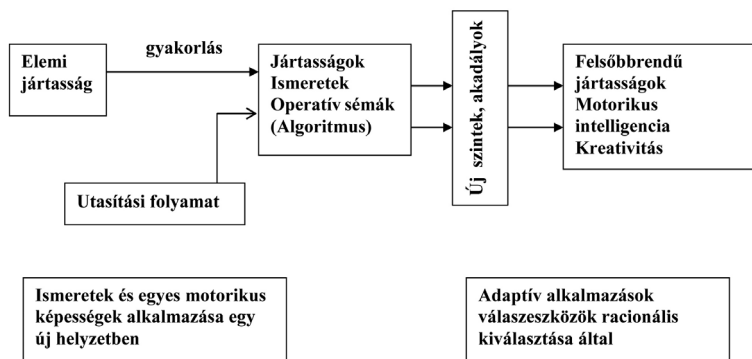 Elemi
jártasság
gyakorlás
Jártasságok
Ismeretek
Operatív sémák
(Algoritmus)
Új szintek, akadályok
Felsőbbrendű
jártasságok
Motorikus
intelligencia
Kreativitás
Utasítási folyamat
Ismeretek és egyes motorikus
képességek alkalmazása egy
új helyzetben
Adaptív alkalmazások
válaszeszközök racionális
kiválasztása által